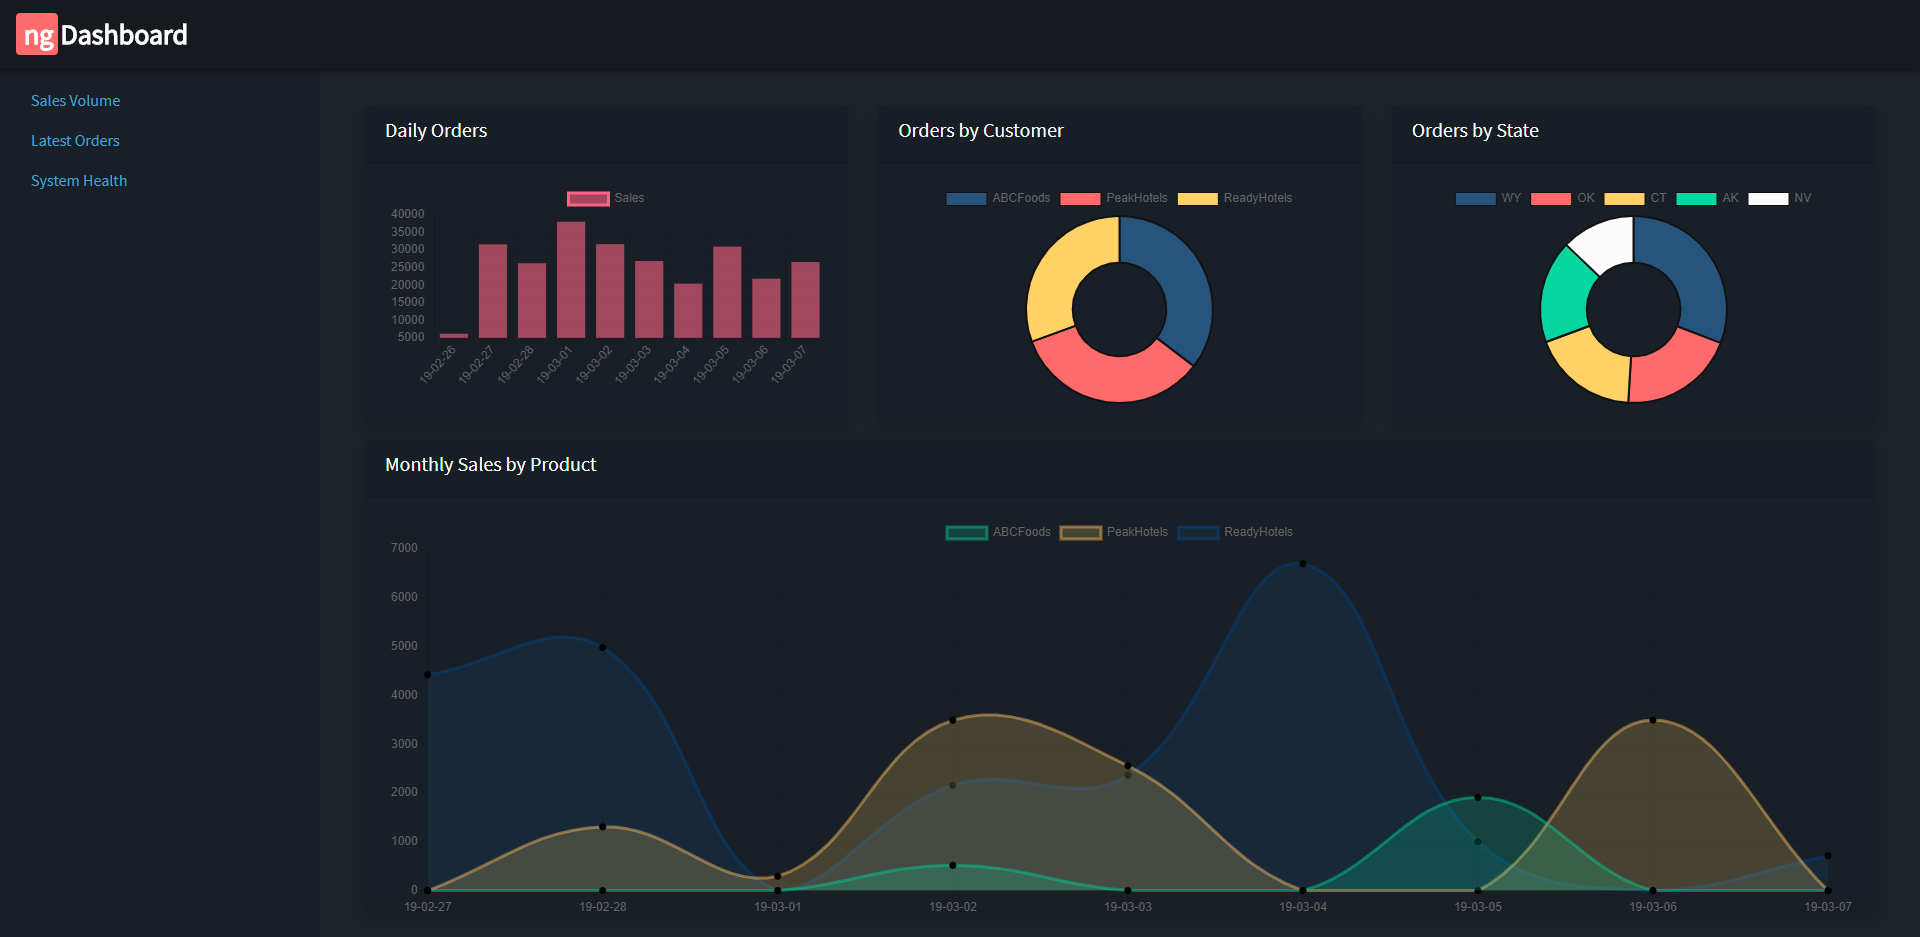 ng Dashboard
Sales Volume
Latest Orders
System Health
Daily Orders
Sales
40000
35000
30000
25000
20000
15000
10000
5000
19-02-26 19-02-27 19-02-28 19-03-01 19-03-02 19-03-03 19-03-04 19-03-05 19-03-06 19-03-07
Orders by Customer
ABCFoods PeakHotels ReadyHotels
Orders by State
WY OK CT AK NV
Monthly Sales by Product
ABCFoods PeakHotels ReadyHotels
7000
6000
5000
4000
3000
2000
1000
0
19-02-27 19-02-28 19-03-01 19-03-02 19-03-03 19-03-04 19-03-05 19-03-06 19-03-07